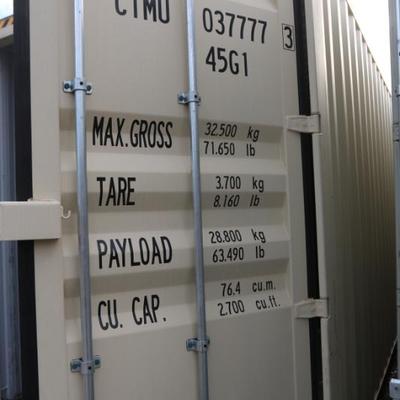 CTMU 037777 3
45G1
MAX.GROSS 32.500 kg
71.650 lb
TARE 3.700 kg
8.160 lb
PAYLOAD 28.800 kg
63.490 lb
CU. CAP. 76.4 cu.m.
2.700 cu.ft.